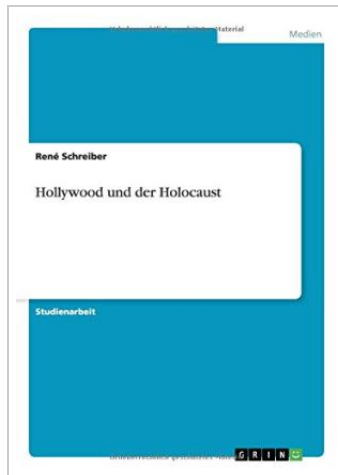 Medien
René Schreiber
Hollywood und der Holocaust
Studienarbeit
GRIN